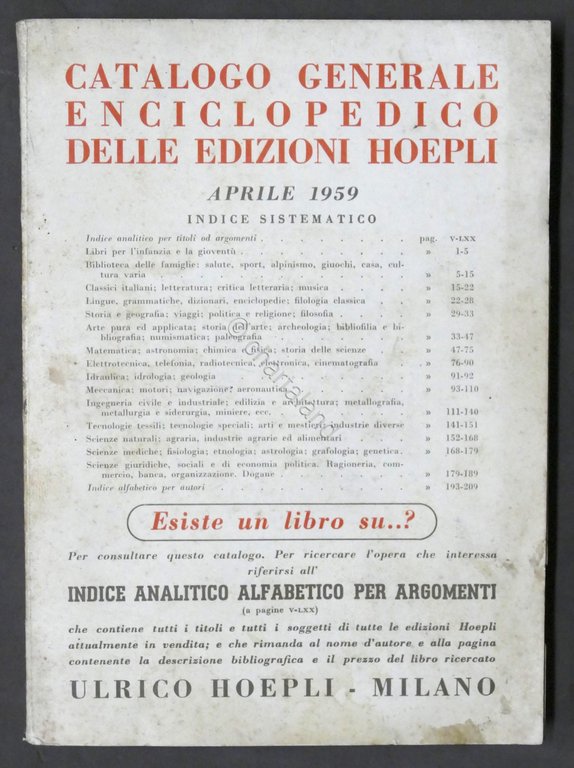 CATALOGO GENERALE
ENCICLOPEDICO
DELLE EDIZIONI HOEPLI
APRILE 1959
INDICE SISTEMATICO
Indice analitico per titoli od argomenti . . . . . . . . pag. V-LXX
Libri per l'infanzia e la gioventù . . . . . . . . » 1-5
Biblioteca delle famiglie: salute, sport, alpinismo, giuochi, casa, cul-
tura varia . . . . . . . . » 5-15
Classici italiani; letteratura; critica letteraria; musica . . . . » 15-22
Lingue, grammatiche, dizionari, enciclopedie; filologia classica . . » 22-28
Storia e geografia; viaggi; politica e religione; filosofia . . . . » 29-33
Arte pura ed applicata; storia dell'arte; archeologia; bibliofilia e bi-
bliografia; numismatica; paleografia . . . . » 33-47
Matematica; astronomia; chimica e fisica; storia delle scienze . . » 47-75
Elettrotecnica, telefonia, radiotecnica, elettronica, cinematografia » 76-90
Idraulica; idrologia; geologia . . . . . . » 91-92
Meccanica; motori; navigazione; aeronautica . . . . » 93-110
Ingegneria civile e industriale; edilizia e architettura; metallografia,
metallurgia e siderurgia, miniere, ecc. . . . . » 111-140
Tecnologie tessili; tecnologie speciali; arti e mestieri; industrie diverse » 141-151
Scienze naturali; agraria, industrie agrarie ed alimentari . . . » 152-168
Scienze mediche; fisiologia; etnologia; astrologia; grafologia; genetica. » 168-179
Scienze giuridiche, sociali e di economia politica. Ragioneria, com-
mercio, banca, organizzazione. Dogane . . . . » 179-189
Indice alfabetico per autori . . . . . . » 193-209
Esiste un libro su..?
Per consultare questo catalogo. Per ricercare l'opera che interessa
riferirsi all'
INDICE ANALITICO ALFABETICO PER ARGOMENTI
(a pagine V-LXX)
che contiene tutti i titoli e tutti i soggetti di tutte le edizioni Hoepli
attualmente in vendita; e che rimanda al nome d'autore e alla pagina
contenente la descrizione bibliografica e il prezzo del libro ricercato
ULRICO HOEPLI - MILANO